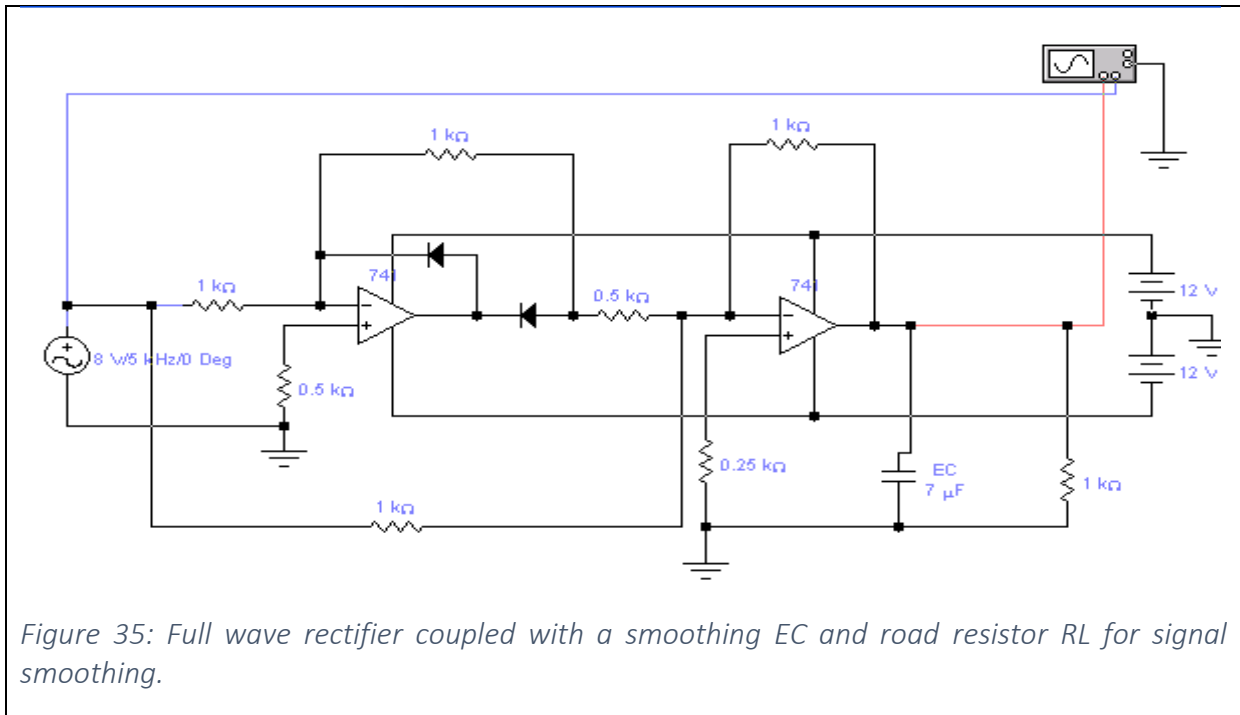 1 kΩ
1 kΩ
741
741
1 kΩ
0.5 kΩ
12 V
8 V/5 kHz/0 Deg
0.5 kΩ
12 V
0.25 kΩ
EC
7 µF
1 kΩ
1 kΩ
Figure 35: Full wave rectifier coupled with a smoothing EC and road resistor RL for signal
smoothing.